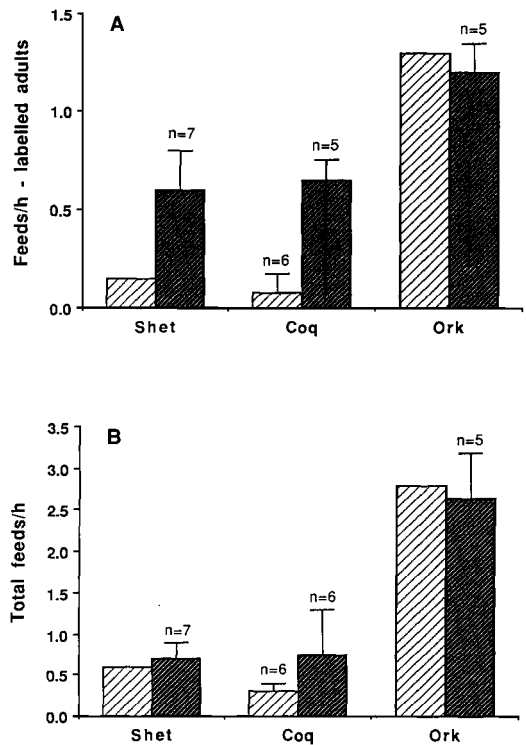 A
Feeds/h - labelled adults
1.5
1.0
0.5
0.0
n=7
n=6
n=5
n=5
Shet
Coq
Ork
B
Total feeds/h
3.5
3.0
2.5
2.0
1.5
1.0
0.5
0.0
n=7
n=6
n=6
n=5
Shet
Coq
Ork